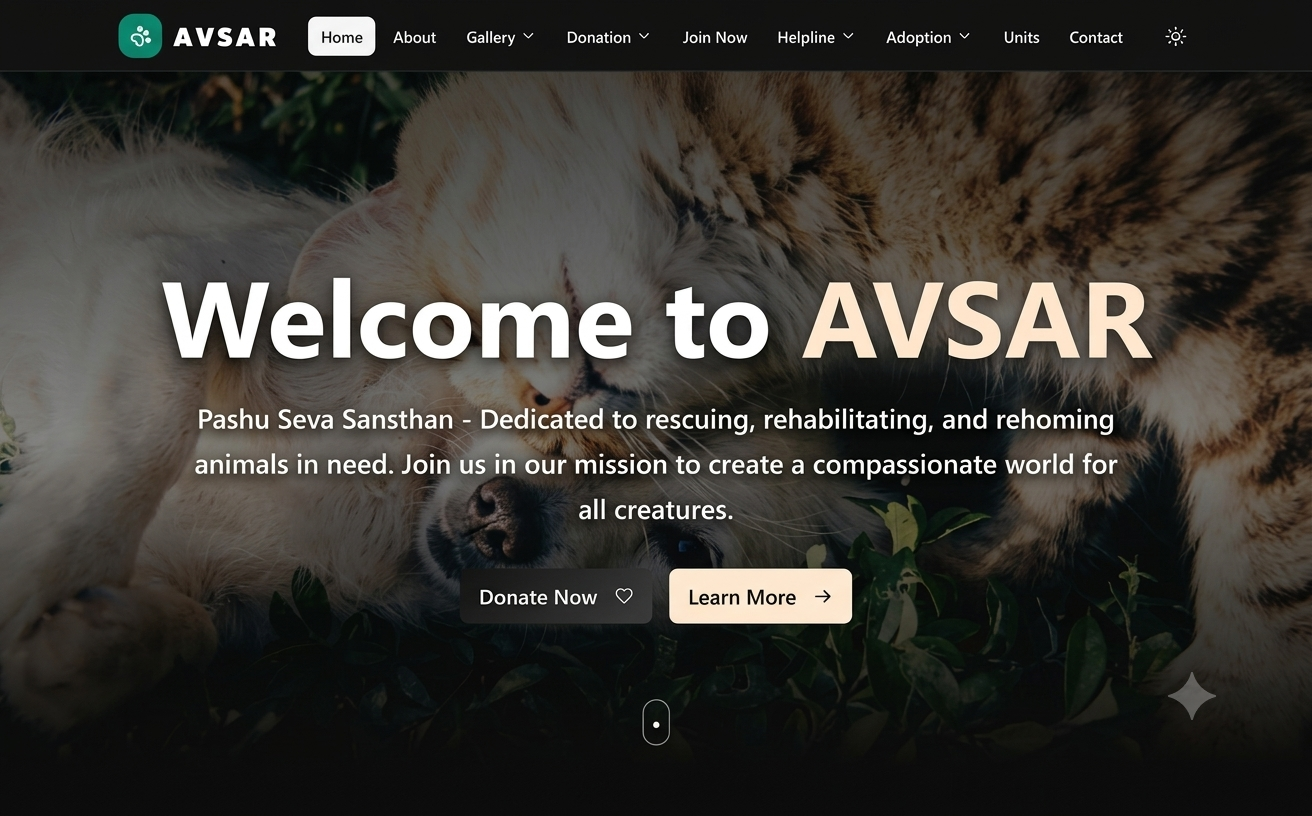 AVSAR
Home
About
Gallery
Donation
Join Now
Helpline
Adoption
Units
Contact
Welcome to AVSAR
Pashu Seva Sansthan - Dedicated to rescuing, rehabilitating, and rehoming
animals in need. Join us in our mission to create a compassionate world for
all creatures.
Donate Now
Learn More